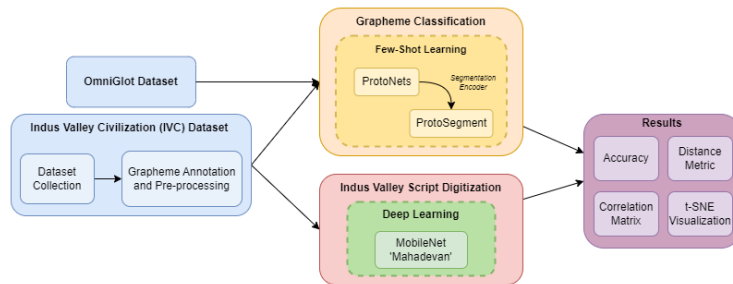 Grapheme Classification
Few-Shot Learning
ProtoNets
Segmentation
Encoder
ProtoSegment
OmniGlot Dataset
Indus Valley Civilization (IVC) Dataset
Dataset
Collection
Grapheme Annotation
and Pre-processing
Indus Valley Script Digitization
Deep Learning
MobileNet
'Mahadevan'
Results
Accuracy
Distance
Metric
Correlation
Matrix
t-SNE
Visualization